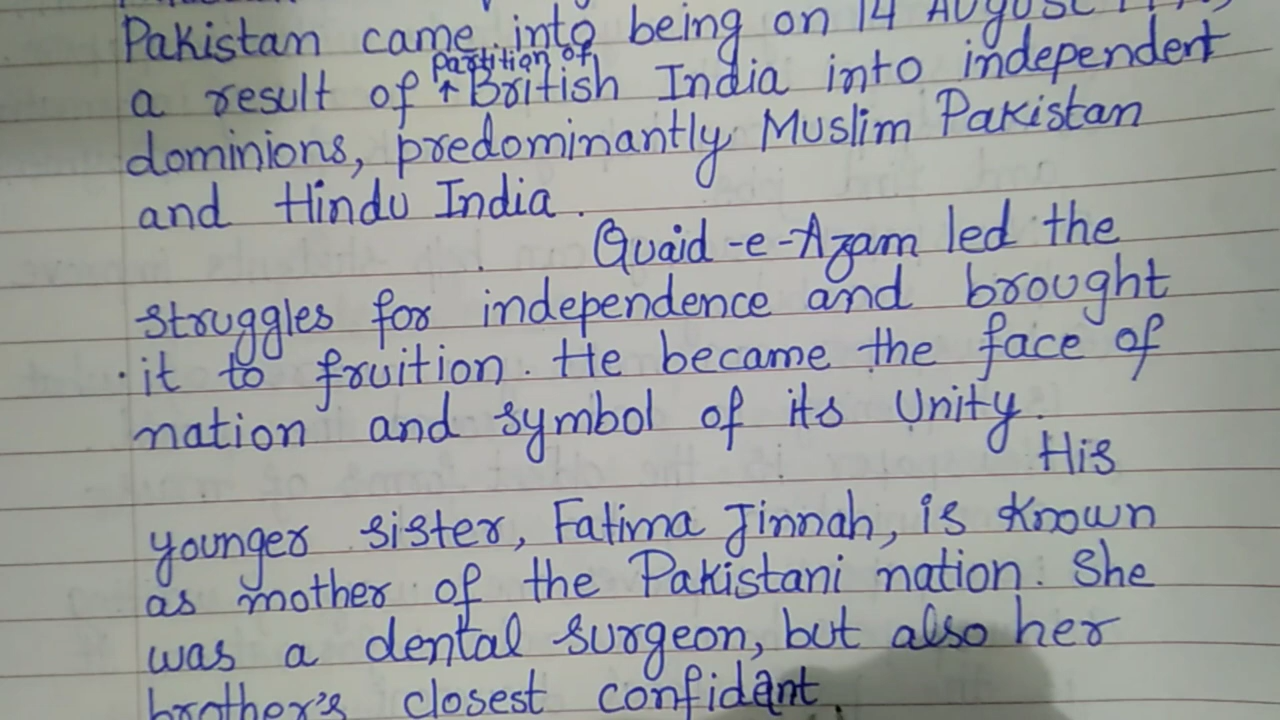 Pakistan came into being on 14 August
partition of
a result of ↑ British India into independent
dominions, predominantly Muslim Pakistan
and Hindu India.
Quaid-e-Azam led the
struggles for independence and brought
it to fruition. He became the face of
nation and symbol of its Unity.
His
younger sister, Fatima Jinnah, is known
as mother of the Pakistani nation. She
was a dental surgeon, but also her
brother's closest confidant.